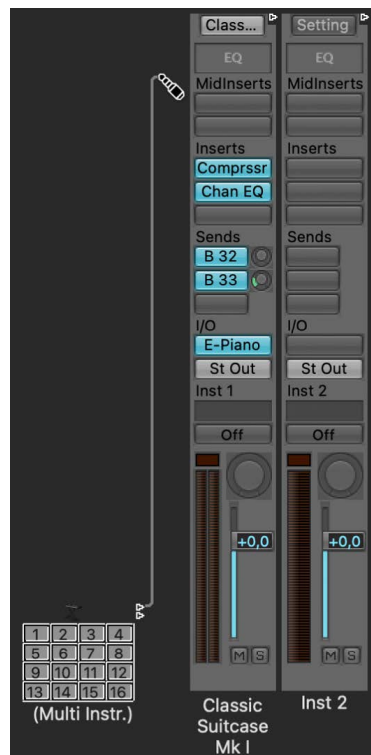 Class...
EQ
MidInserts
Inserts
Comprssr
Chan EQ
Sends
B 32
B 33
I/O
E-Piano
St Out
Inst 1
Off
+0,0
M S
Classic
Suitcase
Mk I
Setting
EQ
MidInserts
Inserts
Sends
I/O
St Out
Inst 2
Off
+0,0
M S
Inst 2
1 2 3 4
5 6 7 8
9 10 11 12
13 14 15 16
(Multi Instr.)